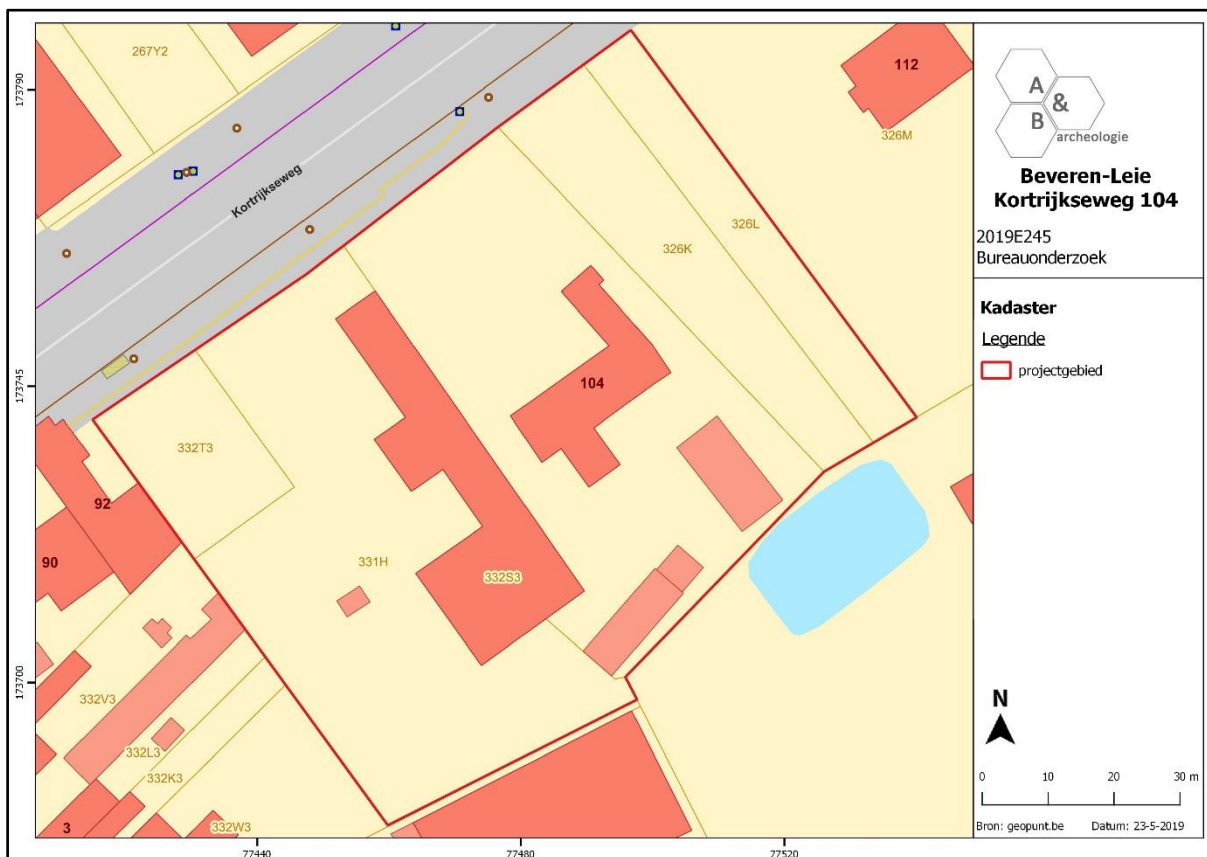 267Y2
112
326M
Kortrijkseweg
326L
326K
104
332T3
92
90
331H
332S3
332V3
332L3
332K3
332W3
3
173790
173745
173700
77440
77480
77520
A
&
B
archeologie
Beveren-Leie
Kortrijkseweg 104
2019E245
Bureauonderzoek
Kadaster
Legende
projectgebied
N
0 10 20 30 m
Bron: geopunt.be Datum: 23-5-2019